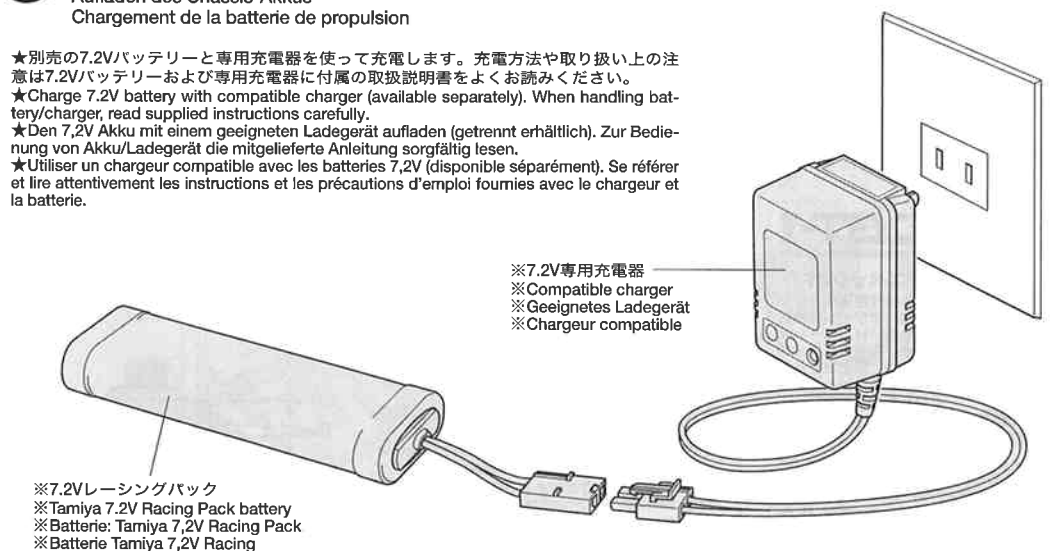 Aufladen des Chassis-Akkus
Chargement de la batterie de propulsion
★別売の7.2Vバッテリーと専用充電器を使って充電します。充電方法や取り扱い上の注
意は7.2Vバッテリーおよび専用充電器に付属の取扱説明書をよくお読みください。
★Charge 7.2V battery with compatible charger (available separately). When handling bat-
tery/charger, read supplied instructions carefully.
★Den 7,2V Akku mit einem geeigneten Ladegerät aufladen (getrennt erhältlich). Zur Bedie-
nung von Akku/Ladegerät die mitgelieferte Anleitung sorgfältig lesen.
★Utiliser un chargeur compatible avec les batteries 7,2V (disponible séparément). Se référer
et lire attentivement les instructions et les précautions d'emploi fournies avec le chargeur et
la batterie.
※7.2V専用充電器
※Compatible charger
※Geeignetes Ladegerät
※Chargeur compatible
※7.2Vレーシングパック
※Tamiya 7.2V Racing Pack battery
※Batterie: Tamiya 7,2V Racing Pack
※Batterie Tamiya 7,2V Racing